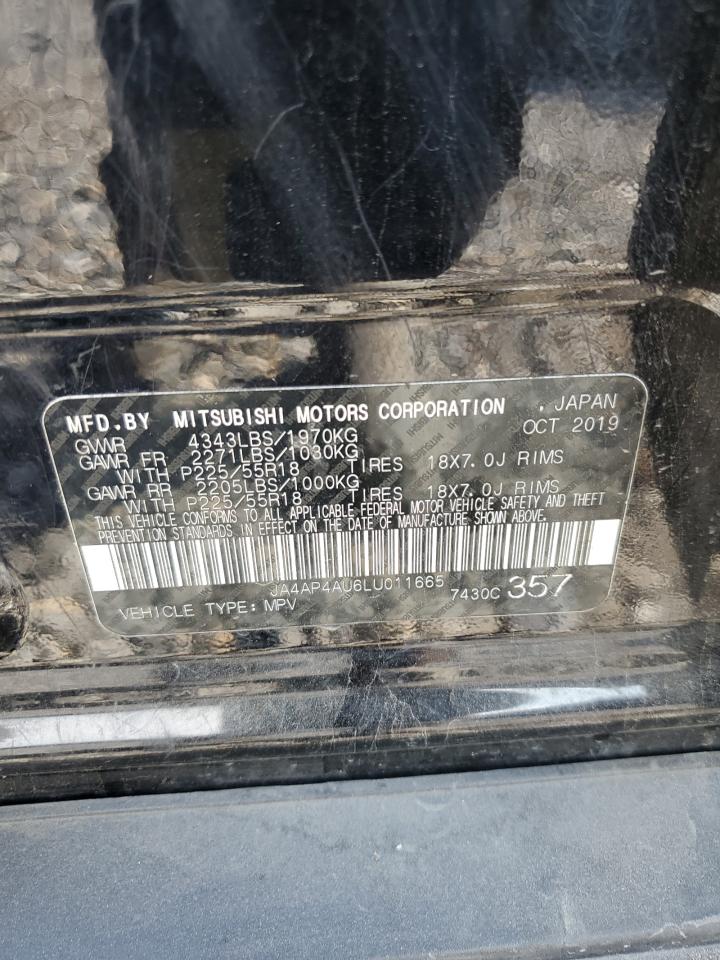 MFD.BY MITSUBISHI MOTORS CORPORATION , JAPAN
GVWR 4343LBS/1970KG OCT 2019
GAWR FR 2271LBS/1030KG
WITH P225/55R18 TIRES 18X7.0J RIMS
GAWR RR 2205LBS/1000KG
WITH P225/55R18 TIRES 18X7.0J RIMS
THIS VEHICLE CONFORMS TO ALL APPLICABLE FEDERAL MOTOR VEHICLE SAFETY AND THEFT
PREVENTION STANDARDS IN EFFECT ON THE DATE OF MANUFACTURE SHOWN ABOVE.
JA4AP4AU6LU011665
VEHICLE TYPE:MPV 7430C 357